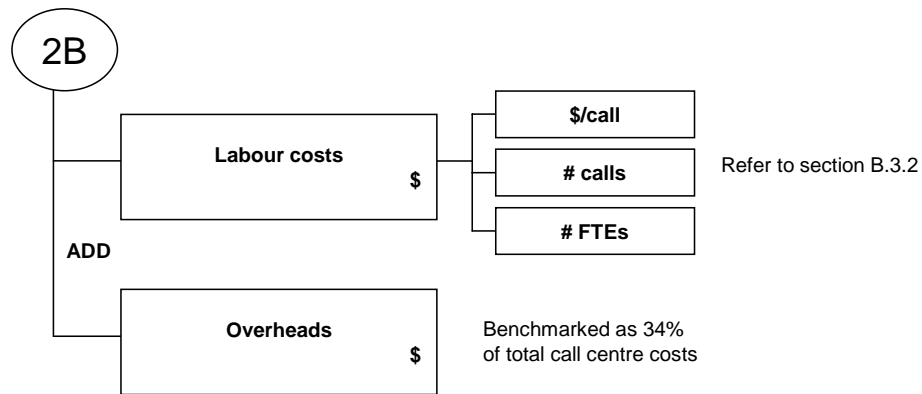 2B
Labour costs
$
$/call
# calls
# FTEs
Refer to section B.3.2
ADD
Overheads
$
Benchmarked as 34%
of total call centre costs